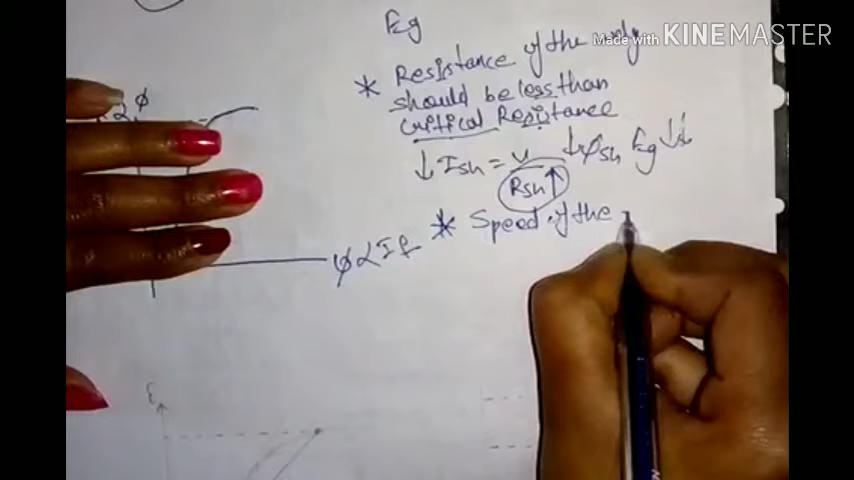 Eg
Made with KINEMASTER
* Resistance of the
should be less than
critical Resistance
↓ Ish = V / Rsh ↑ ↓ φsh Eg ↓↓
* Speed of the
φ α If
α φ
E